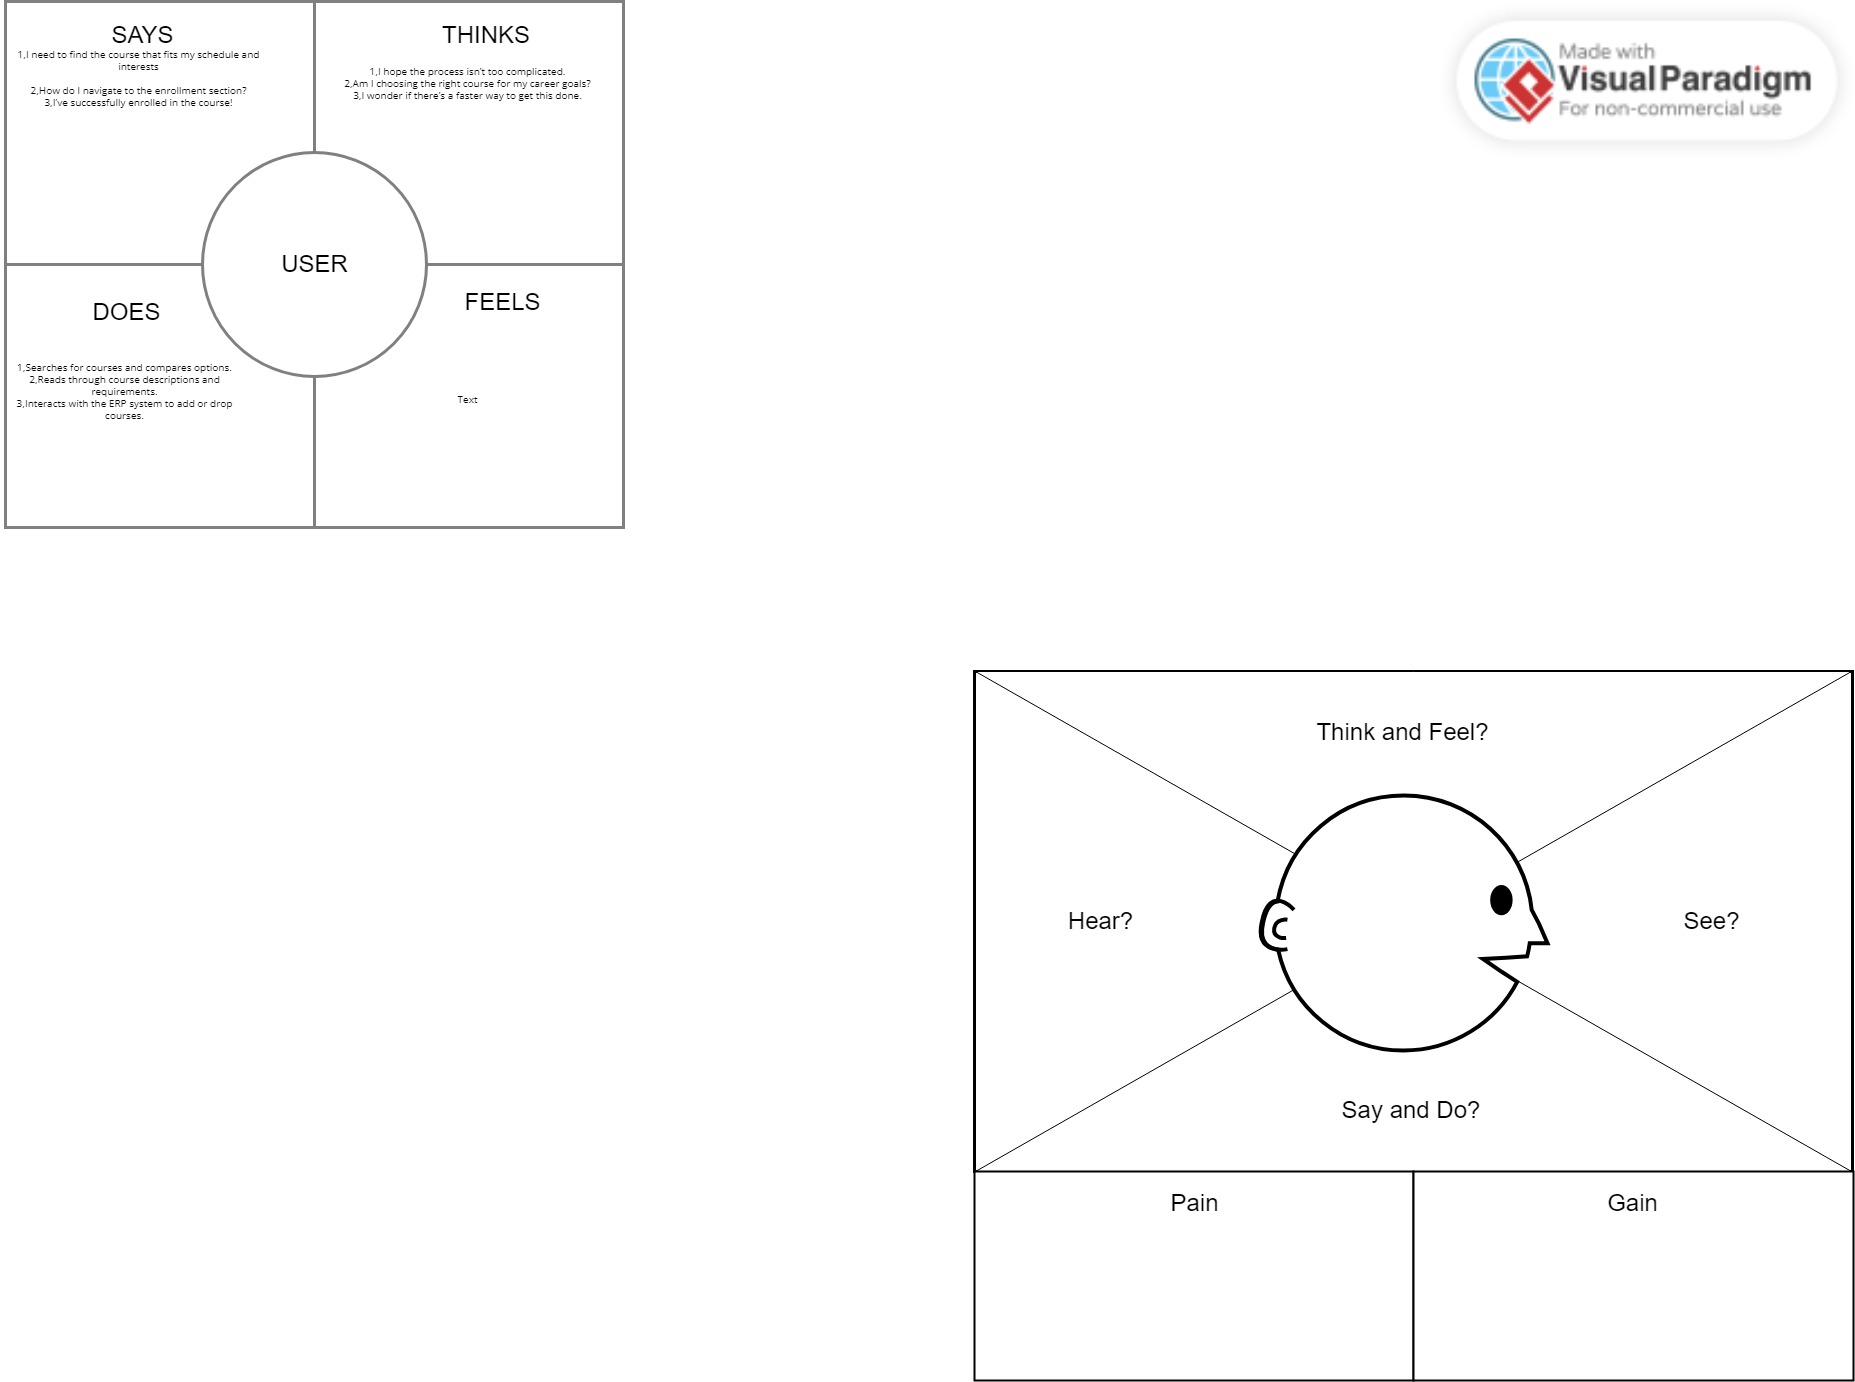 SAYS
1,I need to find the course that fits my schedule and
interests
2,How do I navigate to the enrollment section?
3,I've successfully enrolled in the course!
THINKS
1,I hope the process isn't too complicated.
2,Am I choosing the right course for my career goals?
3,I wonder if there's a faster way to get this done.
Made with
Visual Paradigm
For non-commercial use
USER
DOES
1,Searches for courses and compares options.
2,Reads through course descriptions and
requirements.
3,Interacts with the ERP system to add or drop
courses.
FEELS
Text
Think and Feel?
Hear?
See?
Say and Do?
Pain
Gain